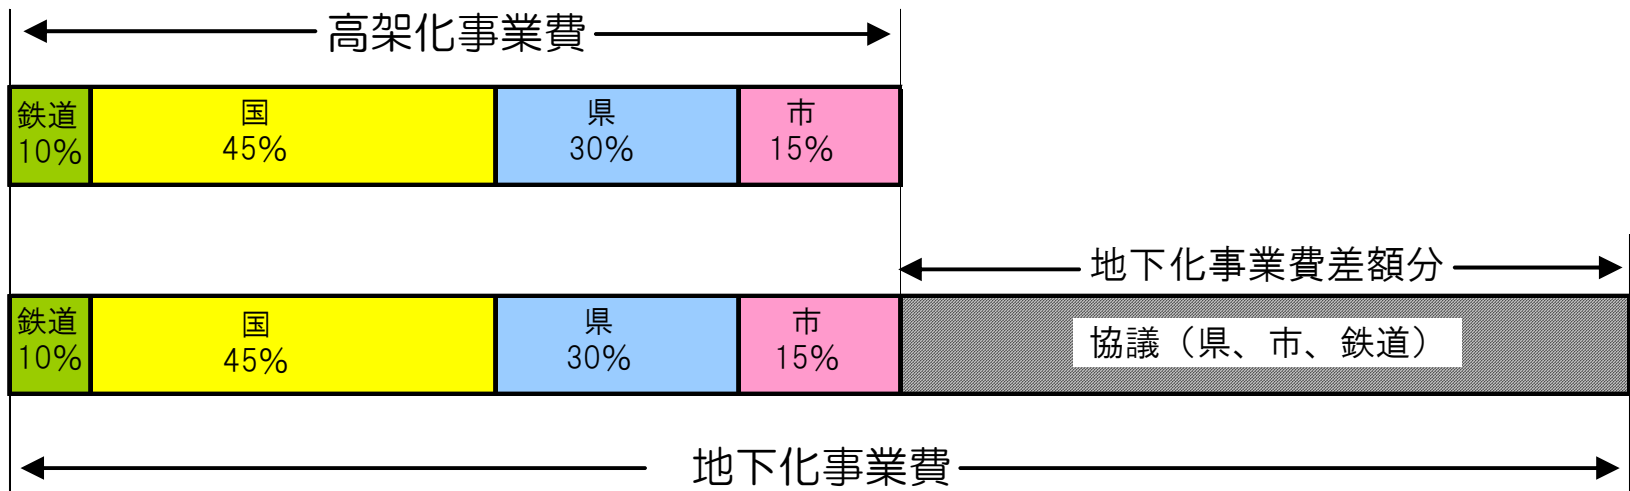 高架化事業費
鉄道
10%
国
45%
県
30%
市
15%
地下化事業費差額分
鉄道
10%
国
45%
県
30%
市
15%
協議（県、市、鉄道）
地下化事業費